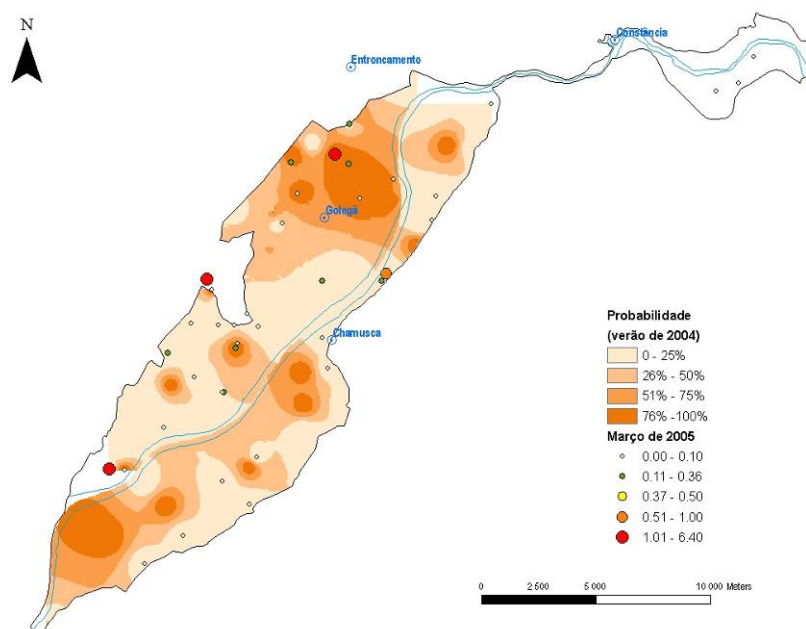 N
Constância
Entroncamento
Golegã
Chamusca
Probabilidade
(verão de 2004)
0 - 25%
26% - 50%
51% - 75%
76% -100%
Março de 2005
0.00 - 0.10
0.11 - 0.36
0.37 - 0.50
0.51 - 1.00
1.01 - 6.40
0 2 500 5 000 10 000 Meters